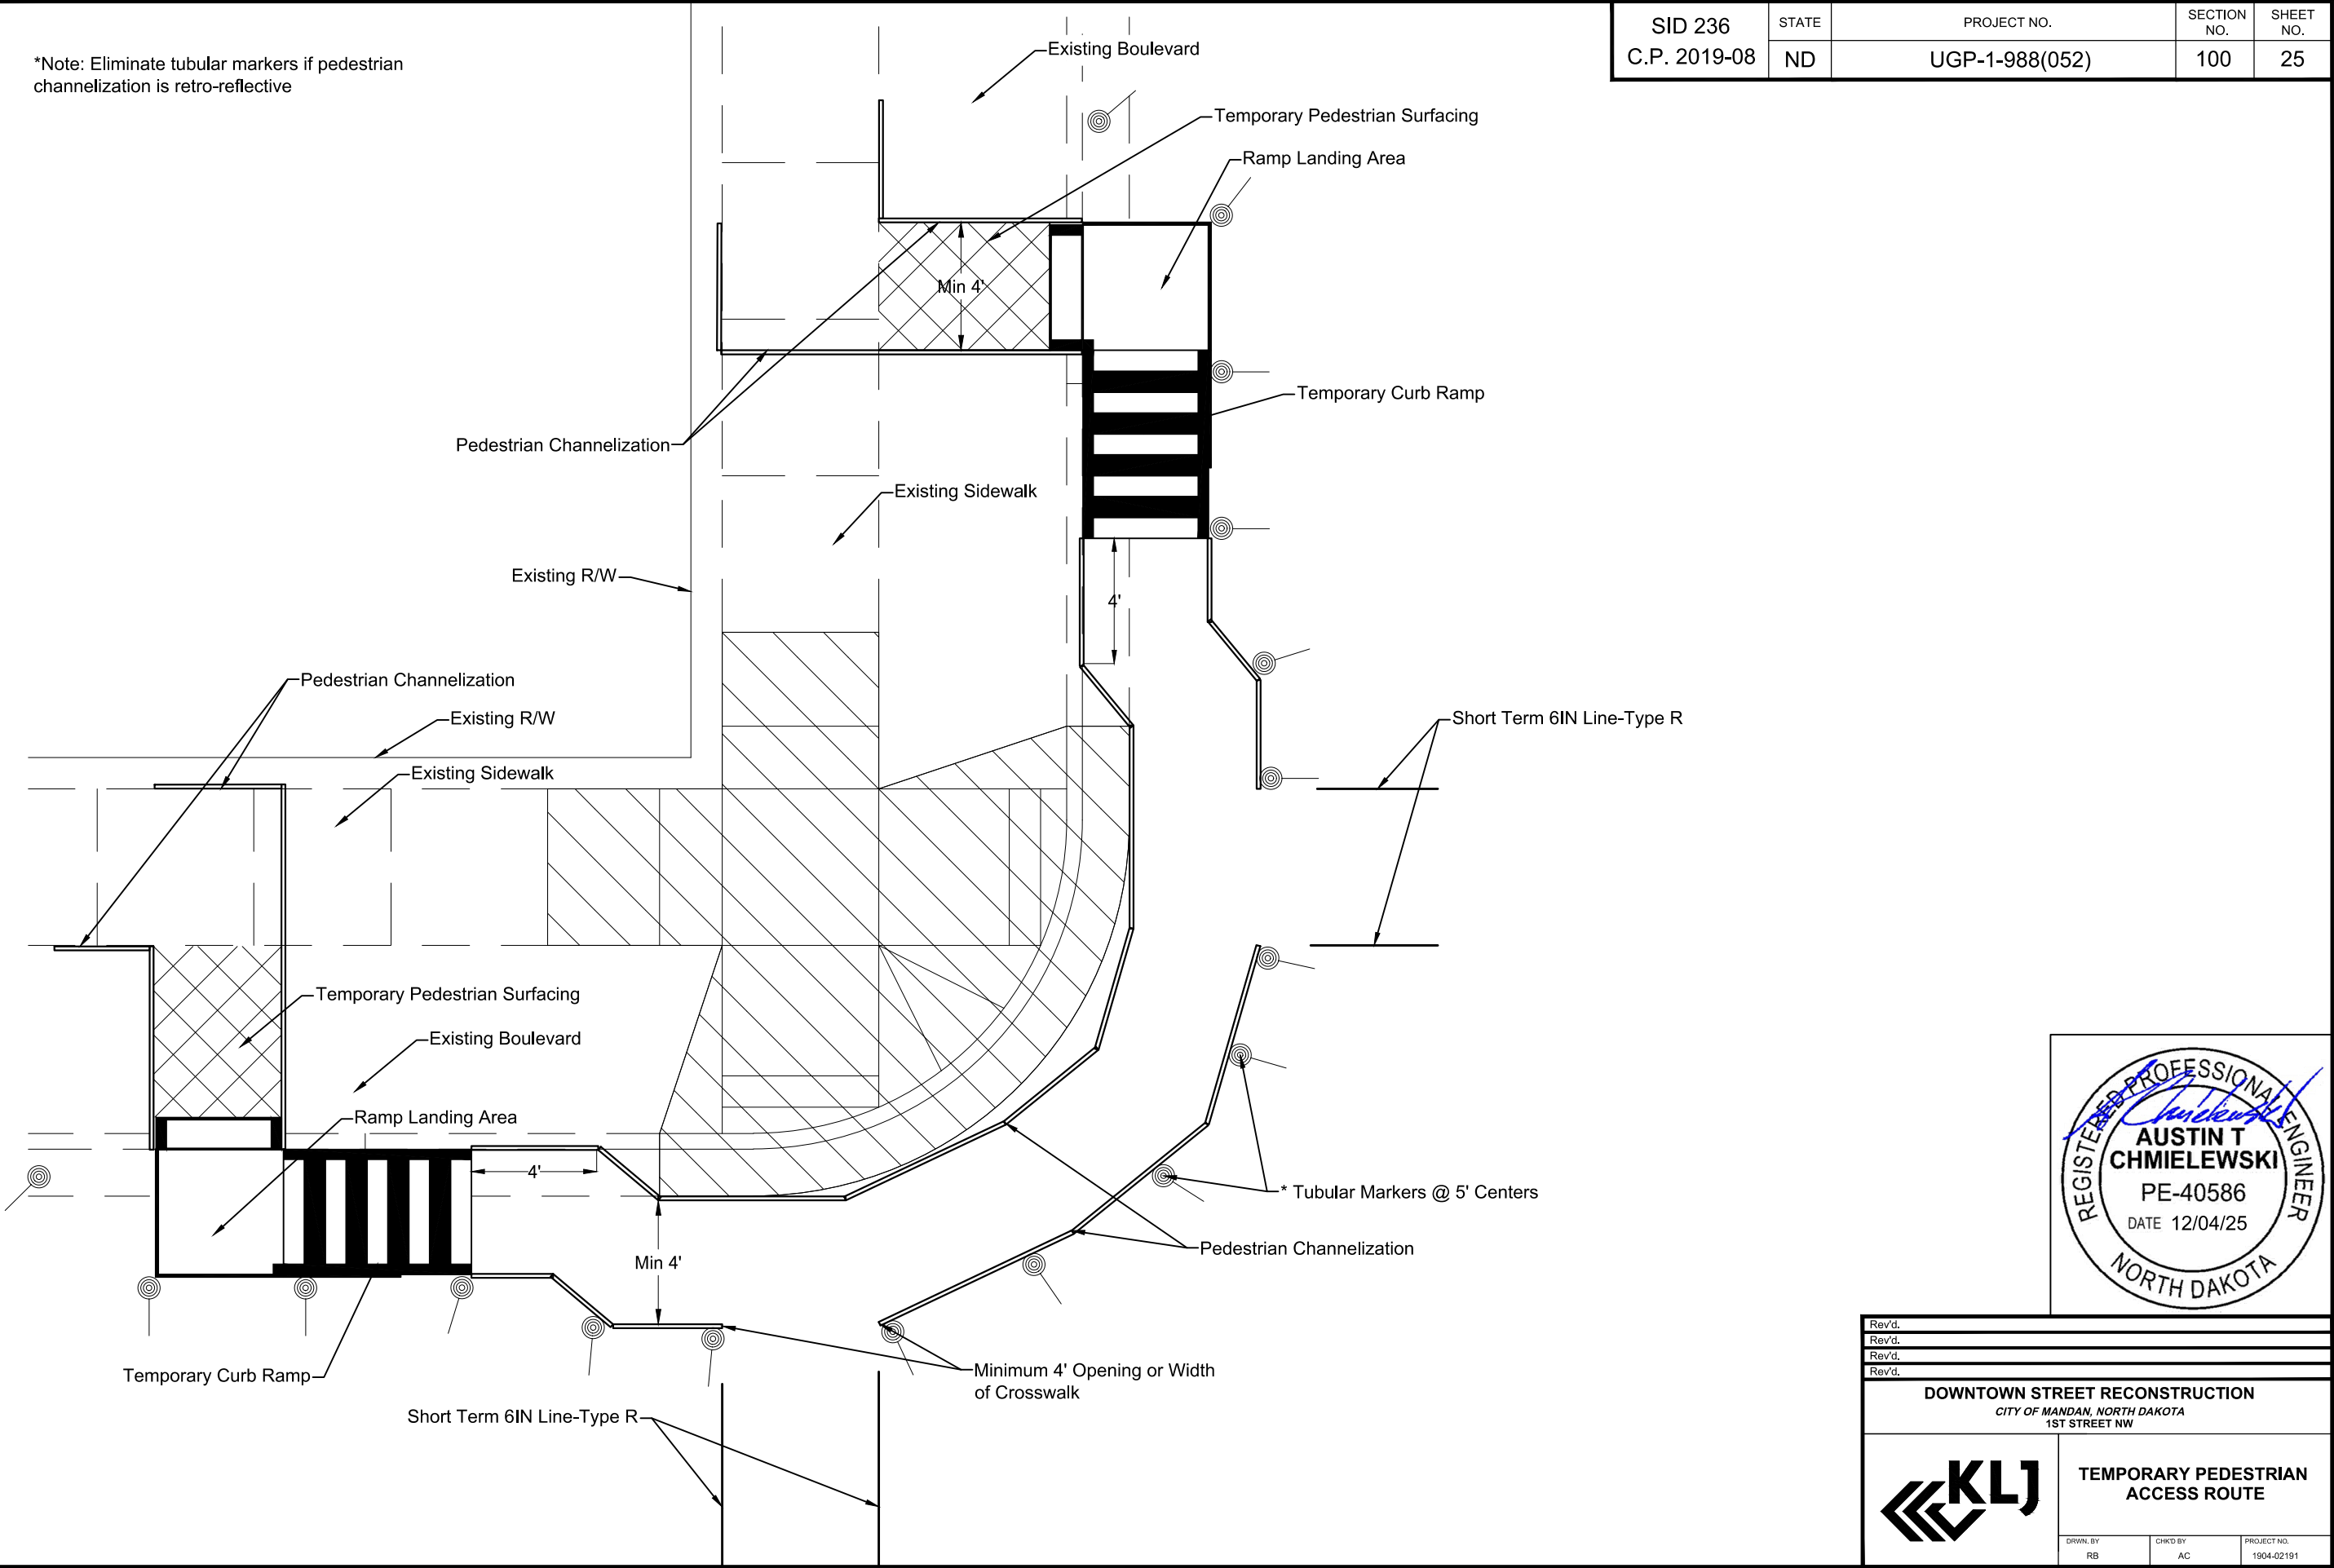 *Note: Eliminate tubular markers if pedestrian
channelization is retro-reflective
SID 236
C.P. 2019-08
STATE
ND
PROJECT NO.
UGP-1-988(052)
SECTION
NO.
100
SHEET
NO.
25
Existing Boulevard
Temporary Pedestrian Surfacing
Ramp Landing Area
Min 4'
Temporary Curb Ramp
Pedestrian Channelization
Existing Sidewalk
Existing R/W
4'
Pedestrian Channelization
Existing R/W
Short Term 6IN Line-Type R
Existing Sidewalk
Temporary Pedestrian Surfacing
Existing Boulevard
Ramp Landing Area
4'
* Tubular Markers @ 5' Centers
Pedestrian Channelization
Min 4'
Temporary Curb Ramp
Minimum 4' Opening or Width
of Crosswalk
Short Term 6IN Line-Type R
REGISTERED PROFESSIONAL ENGINEER
AUSTIN T
CHMIELEWSKI
PE-40586
DATE 12/04/25
NORTH DAKOTA
Rev'd.
Rev'd.
Rev'd.
Rev'd.
DOWNTOWN STREET RECONSTRUCTION
CITY OF MANDAN, NORTH DAKOTA
1ST STREET NW
KLJ
TEMPORARY PEDESTRIAN
ACCESS ROUTE
DRWN. BY
RB
CHK'D BY
AC
PROJECT NO.
1904-02191